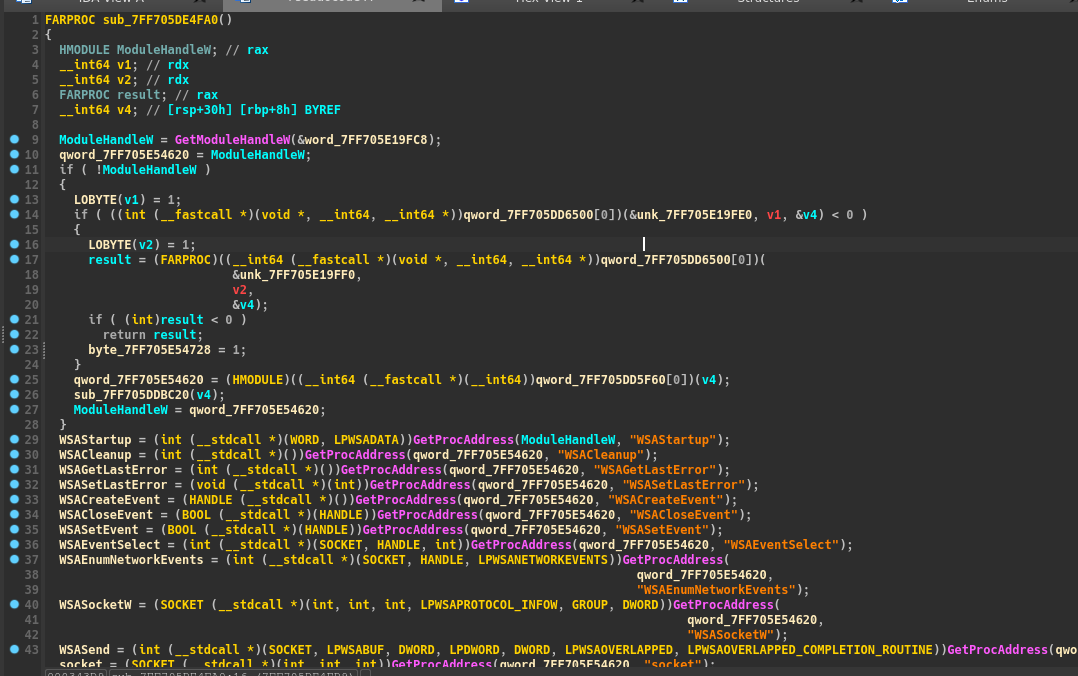 Structures
Enums
1 FARPROC sub_7FF705DE4FA0()
2 {
3 HMODULE ModuleHandleW; // rax
4 __int64 v1; // rdx
5 __int64 v2; // rdx
6 FARPROC result; // rax
7 __int64 v4; // [rsp+30h] [rbp+8h] BYREF
8
9 ModuleHandleW = GetModuleHandleW(&word_7FF705E19FC8);
10 qword_7FF705E54620 = ModuleHandleW;
11 if ( !ModuleHandleW )
12 {
13 LOBYTE(v1) = 1;
14 if ( ((int (__fastcall *)(void *, __int64, __int64 *))qword_7FF705DD6500[0])(&unk_7FF705E19FE0, v1, &v4) < 0 )
15 {
16 LOBYTE(v2) = 1;
17 result = (FARPROC)((__int64 (__fastcall *)(void *, __int64, __int64 *))qword_7FF705DD6500[0])(
18 &unk_7FF705E19FF0,
19 v2,
20 &v4);
21 if ( (int)result < 0 )
22 return result;
23 byte_7FF705E54728 = 1;
24 }
25 qword_7FF705E54620 = (HMODULE)((__int64 (__fastcall *)(__int64))qword_7FF705DD5F60[0])(v4);
26 sub_7FF705DDBC20(v4);
27 ModuleHandleW = qword_7FF705E54620;
28 }
29 WSAStartup = (int (__stdcall *)(WORD, LPWSADATA))GetProcAddress(ModuleHandleW, "WSAStartup");
30 WSACleanup = (int (__stdcall *)())GetProcAddress(qword_7FF705E54620, "WSACleanup");
31 WSAGetLastError = (int (__stdcall *)())GetProcAddress(qword_7FF705E54620, "WSAGetLastError");
32 WSASetLastError = (void (__stdcall *)(int))GetProcAddress(qword_7FF705E54620, "WSASetLastError");
33 WSACreateEvent = (HANDLE (__stdcall *)())GetProcAddress(qword_7FF705E54620, "WSACreateEvent");
34 WSACloseEvent = (BOOL (__stdcall *)(HANDLE))GetProcAddress(qword_7FF705E54620, "WSACloseEvent");
35 WSASetEvent = (BOOL (__stdcall *)(HANDLE))GetProcAddress(qword_7FF705E54620, "WSASetEvent");
36 WSAEventSelect = (int (__stdcall *)(SOCKET, HANDLE, int))GetProcAddress(qword_7FF705E54620, "WSAEventSelect");
37 WSAEnumNetworkEvents = (int (__stdcall *)(SOCKET, HANDLE, LPWSANETWORKEVENTS))GetProcAddress(
38 qword_7FF705E54620,
39 "WSAEnumNetworkEvents");
40 WSASocketW = (SOCKET (__stdcall *)(int, int, int, LPWSAPROTOCOL_INFOW, GROUP, DWORD))GetProcAddress(
41 qword_7FF705E54620,
42 "WSASocketW");
43 WSASend = (int (__stdcall *)(SOCKET, LPWSABUF, DWORD, LPDWORD, DWORD, LPWSAOVERLAPPED, LPWSAOVERLAPPED_COMPLETION_ROUTINE))GetProcAddress(qwo
socket = (SOCKET (__stdcall *)(int, int, int))GetProcAddress(qword_7FF705E54620, "socket");